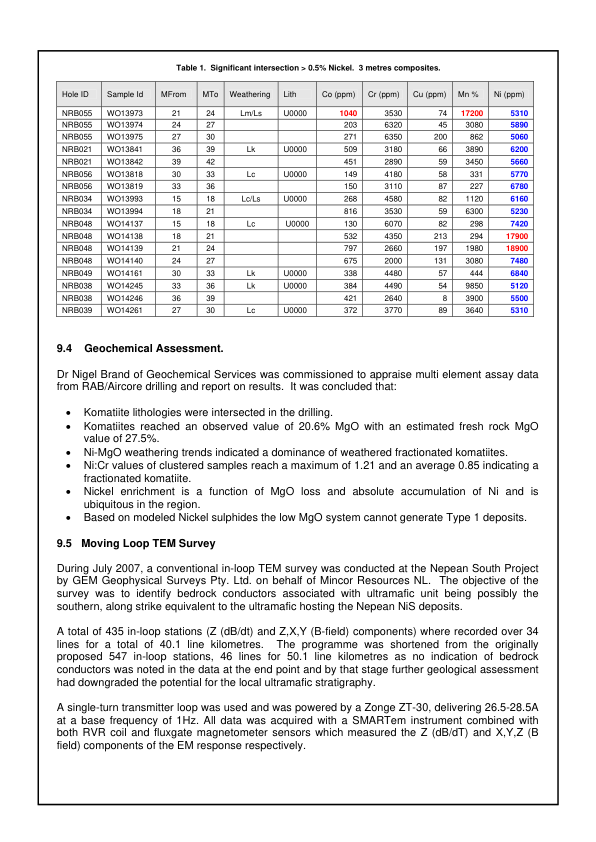 Table 1.  Significant intersection > 0.5% Nickel.  3 metres composites.
Hole ID Sample Id MFrom MTo Weathering Lith Co (ppm) Cr (ppm) Cu (ppm) Mn % Ni (ppm)
NRB055 WO13973 21 24 Lm/Ls U0000 1040 3530 74 17200 5310
NRB055 WO13974 24 27 203 6320 45 3080 5890
NRB055 WO13975 27 30 271 6350 200 862 5060
NRB021 WO13841 36 39 Lk U0000 509 3180 66 3890 6200
NRB021 WO13842 39 42 451 2890 59 3450 5660
NRB056 WO13818 30 33 Lc U0000 149 4180 58 331 5770
NRB056 WO13819 33 36 150 3110 87 227 6780
NRB034 WO13993 15 18 Lc/Ls U0000 268 4580 82 1120 6160
NRB034 WO13994 18 21 816 3530 59 6300 5230
NRB048 WO14137 15 18 Lc U0000 130 6070 82 298 7420
NRB048 WO14138 18 21 532 4350 213 294 17900
NRB048 WO14139 21 24 797 2660 197 1980 18900
NRB048 WO14140 24 27 675 2000 131 3080 7480
NRB049 WO14161 30 33 Lk U0000 338 4480 57 444 6840
NRB038 WO14245 33 36 Lk U0000 384 4490 54 9850 5120
NRB038 WO14246 36 39 421 2640 8 3900 5500
NRB039 WO14261 27 30 Lc U0000 372 3770 89 3640 5310
9.4 Geochemical Assessment.
Dr Nigel Brand of Geochemical Services was commissioned to appraise multi element assay data
from RAB/Aircore drilling and report on results.  It was concluded that:
• Komatiite lithologies were intersected in the drilling.
• Komatiites reached an observed value of 20.6% MgO with an estimated fresh rock MgO
value of 27.5%.
• Ni-MgO weathering trends indicated a dominance of weathered fractionated komatiites.
• Ni:Cr values of clustered samples reach a maximum of 1.21 and an average 0.85 indicating a
fractionated komatiite.
• Nickel enrichment is a function of MgO loss and absolute accumulation of Ni and is
ubiquitous in the region.
• Based on modeled Nickel sulphides the low MgO system cannot generate Type 1 deposits.
9.5 Moving Loop TEM Survey
During July 2007, a conventional in-loop TEM survey was conducted at the Nepean South Project
by GEM Geophysical Surveys Pty. Ltd. on behalf of Mincor Resources NL.  The objective of the
survey was to identify bedrock conductors associated with ultramafic unit being possibly the
southern, along strike equivalent to the ultramafic hosting the Nepean NiS deposits.
A total of 435 in-loop stations (Z (dB/dt) and Z,X,Y (B-field) components) where recorded over 34
lines for a total of 40.1 line kilometres.  The programme was shortened from the originally
proposed 547 in-loop stations, 46 lines for 50.1 line kilometres as no indication of bedrock
conductors was noted in the data at the end point and by that stage further geological assessment
had downgraded the potential for the local ultramafic stratigraphy.
A single-turn transmitter loop was used and was powered by a Zonge ZT-30, delivering 26.5-28.5A
at a base frequency of 1Hz. All data was acquired with a SMARTem instrument combined with
both RVR coil and fluxgate magnetometer sensors which measured the Z (dB/dT) and X,Y,Z (B
field) components of the EM response respectively.